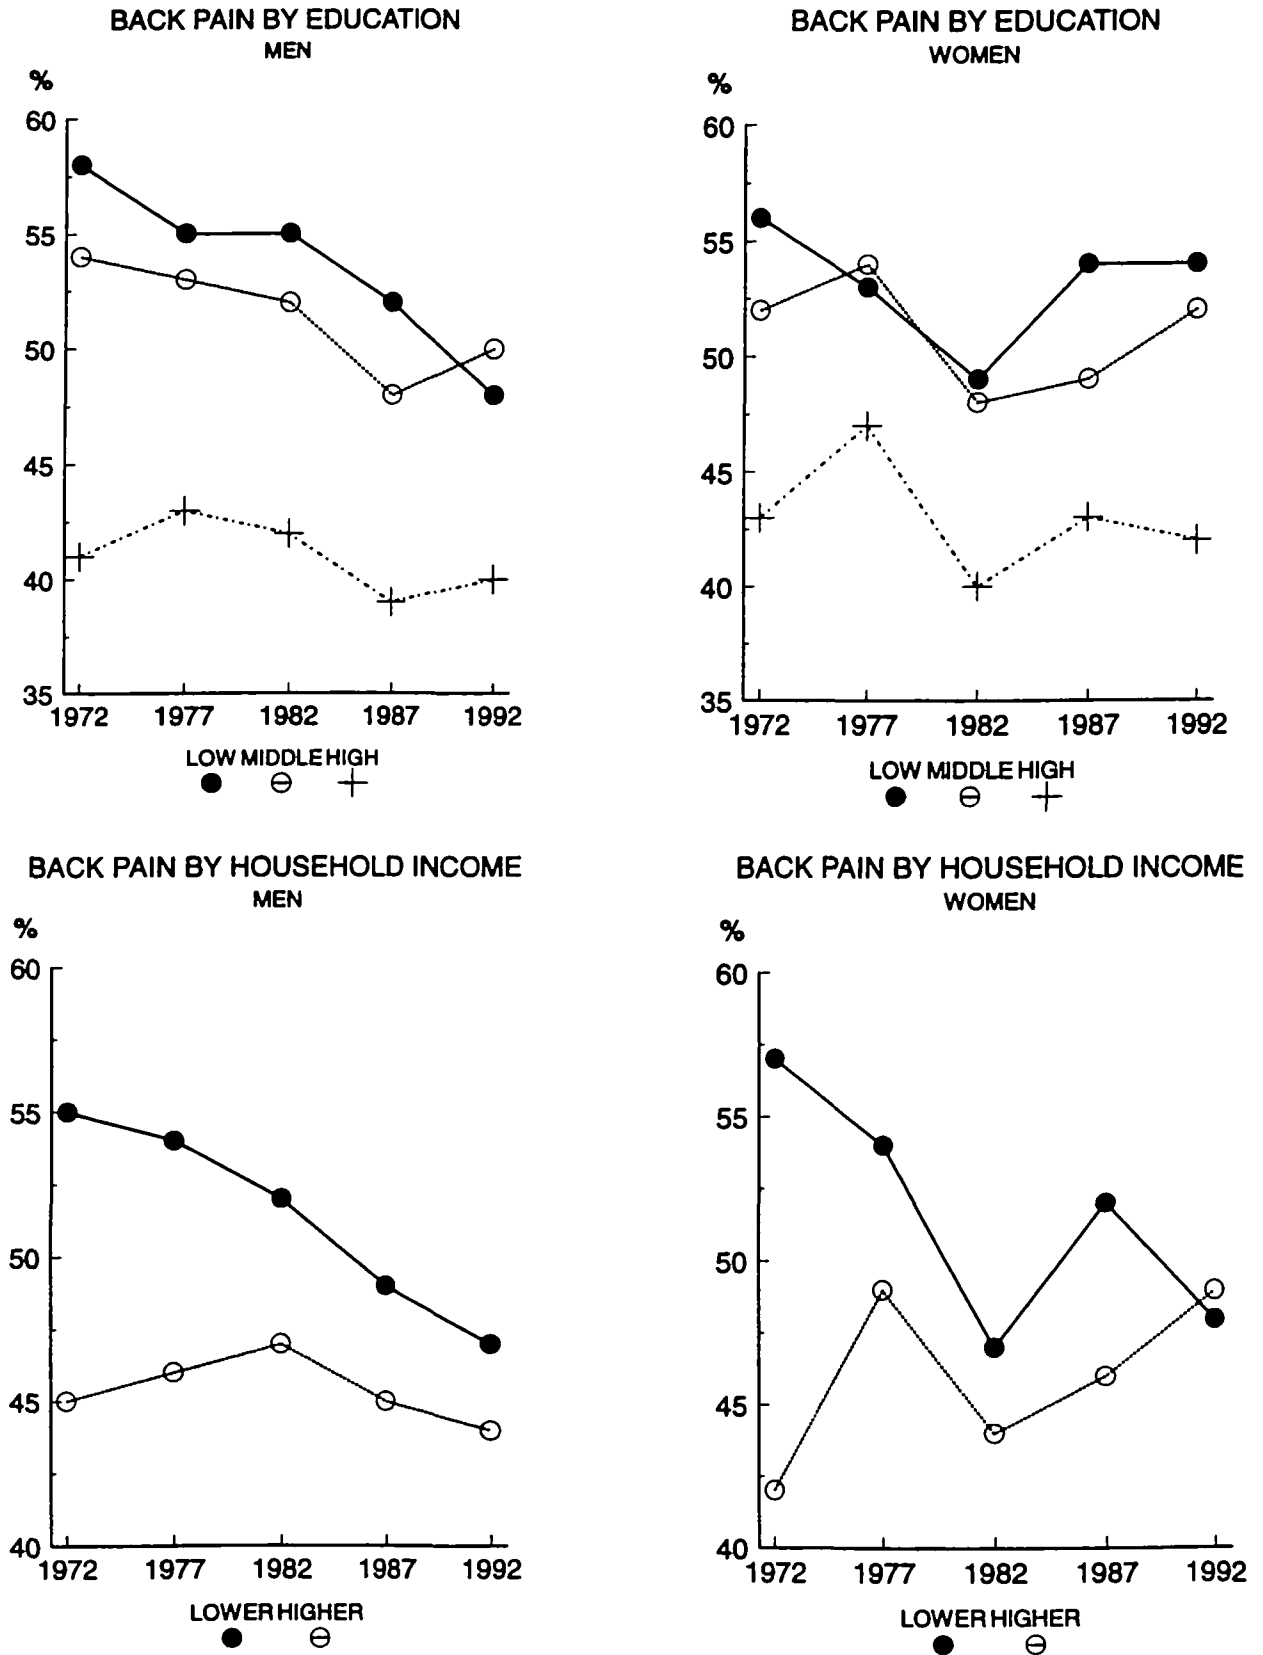 BACK PAIN BY EDUCATION
MEN
%
60
55
50
45
40
35
1972 1977 1982 1987 1992
LOW MIDDLE HIGH
BACK PAIN BY EDUCATION
WOMEN
%
60
55
50
45
40
35
1972 1977 1982 1987 1992
LOW MIDDLE HIGH
BACK PAIN BY HOUSEHOLD INCOME
MEN
%
60
55
50
45
40
1972 1977 1982 1987 1992
LOWER HIGHER
BACK PAIN BY HOUSEHOLD INCOME
WOMEN
%
60
55
50
45
40
1972 1977 1982 1987 1992
LOWER HIGHER